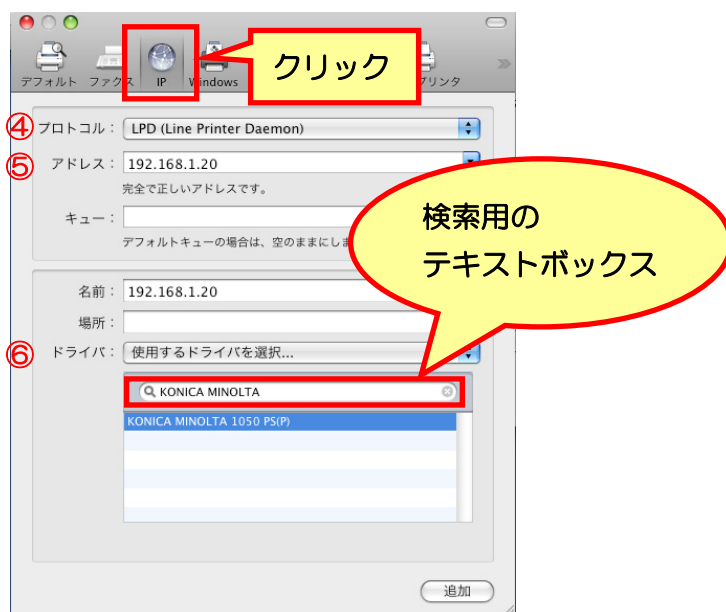 デフォルト ファクス IP Windows リンタ
クリック
④ プロトコル： LPD (Line Printer Daemon)
⑤ アドレス： 192.168.1.20
完全で正しいアドレスです。
キュー：
デフォルトキューの場合は、空のままにしま
検索用の
テキストボックス
名前： 192.168.1.20
場所：
⑥ ドライバ： 使用するドライバを選択...
KONICA MINOLTA
KONICA MINOLTA 1050 PS(P)
追加